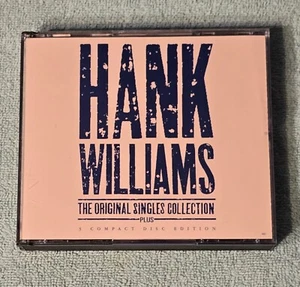 HANK
WILLIAMS
THE ORIGINAL SINGLES COLLECTION
PLUS
3 COMPACT DISC EDITION